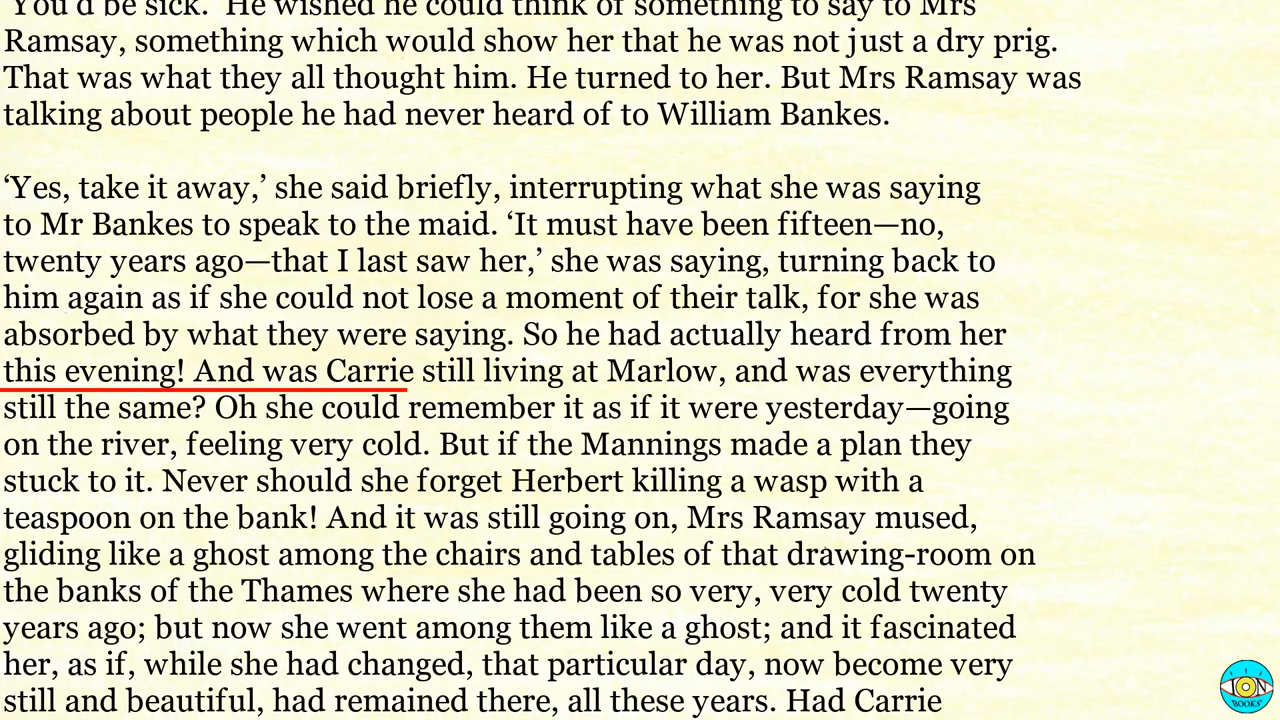 'You'd be sick.' He wished he could think of something to say to Mrs
Ramsay, something which would show her that he was not just a dry prig.
That was what they all thought him. He turned to her. But Mrs Ramsay was
talking about people he had never heard of to William Bankes.
‘Yes, take it away,’ she said briefly, interrupting what she was saying
to Mr Bankes to speak to the maid. ‘It must have been fifteen—no,
twenty years ago—that I last saw her,’ she was saying, turning back to
him again as if she could not lose a moment of their talk, for she was
absorbed by what they were saying. So he had actually heard from her
this evening! And was Carrie still living at Marlow, and was everything
still the same? Oh she could remember it as if it were yesterday—going
on the river, feeling very cold. But if the Mannings made a plan they
stuck to it. Never should she forget Herbert killing a wasp with a
teaspoon on the bank! And it was still going on, Mrs Ramsay mused,
gliding like a ghost among the chairs and tables of that drawing-room on
the banks of the Thames where she had been so very, very cold twenty
years ago; but now she went among them like a ghost; and it fascinated
her, as if, while she had changed, that particular day, now become very
still and beautiful, had remained there, all these years. Had Carrie
ION
BOOKS